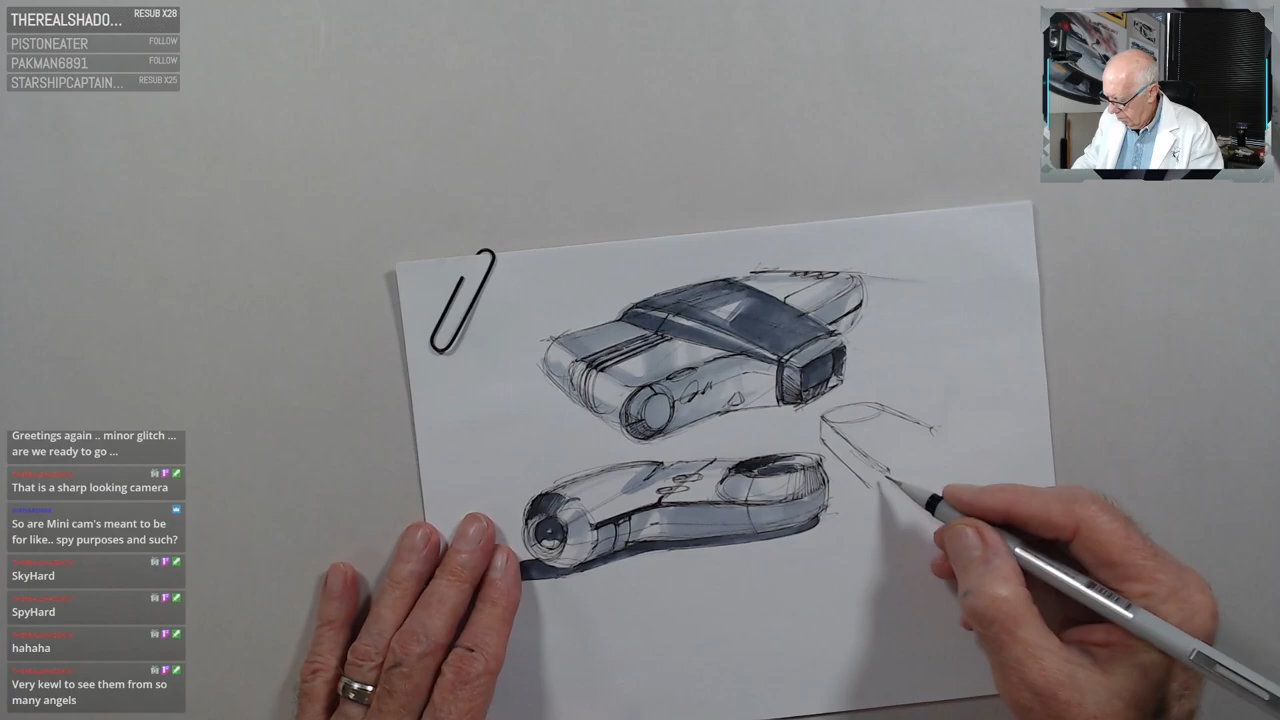 THEREALSHADO... RESUB X28
PISTONEATER FOLLOW
PAKMAN6891 FOLLOW
STARSHIPCAPTAIN... RESUB X25
Greetings again .. minor glitch ...
are we ready to go ...
That is a sharp looking camera
So are Mini cam's meant to be
for like.. spy purposes and such?
SkyHard
SpyHard
hahaha
Very kewl to see them from so
many angels